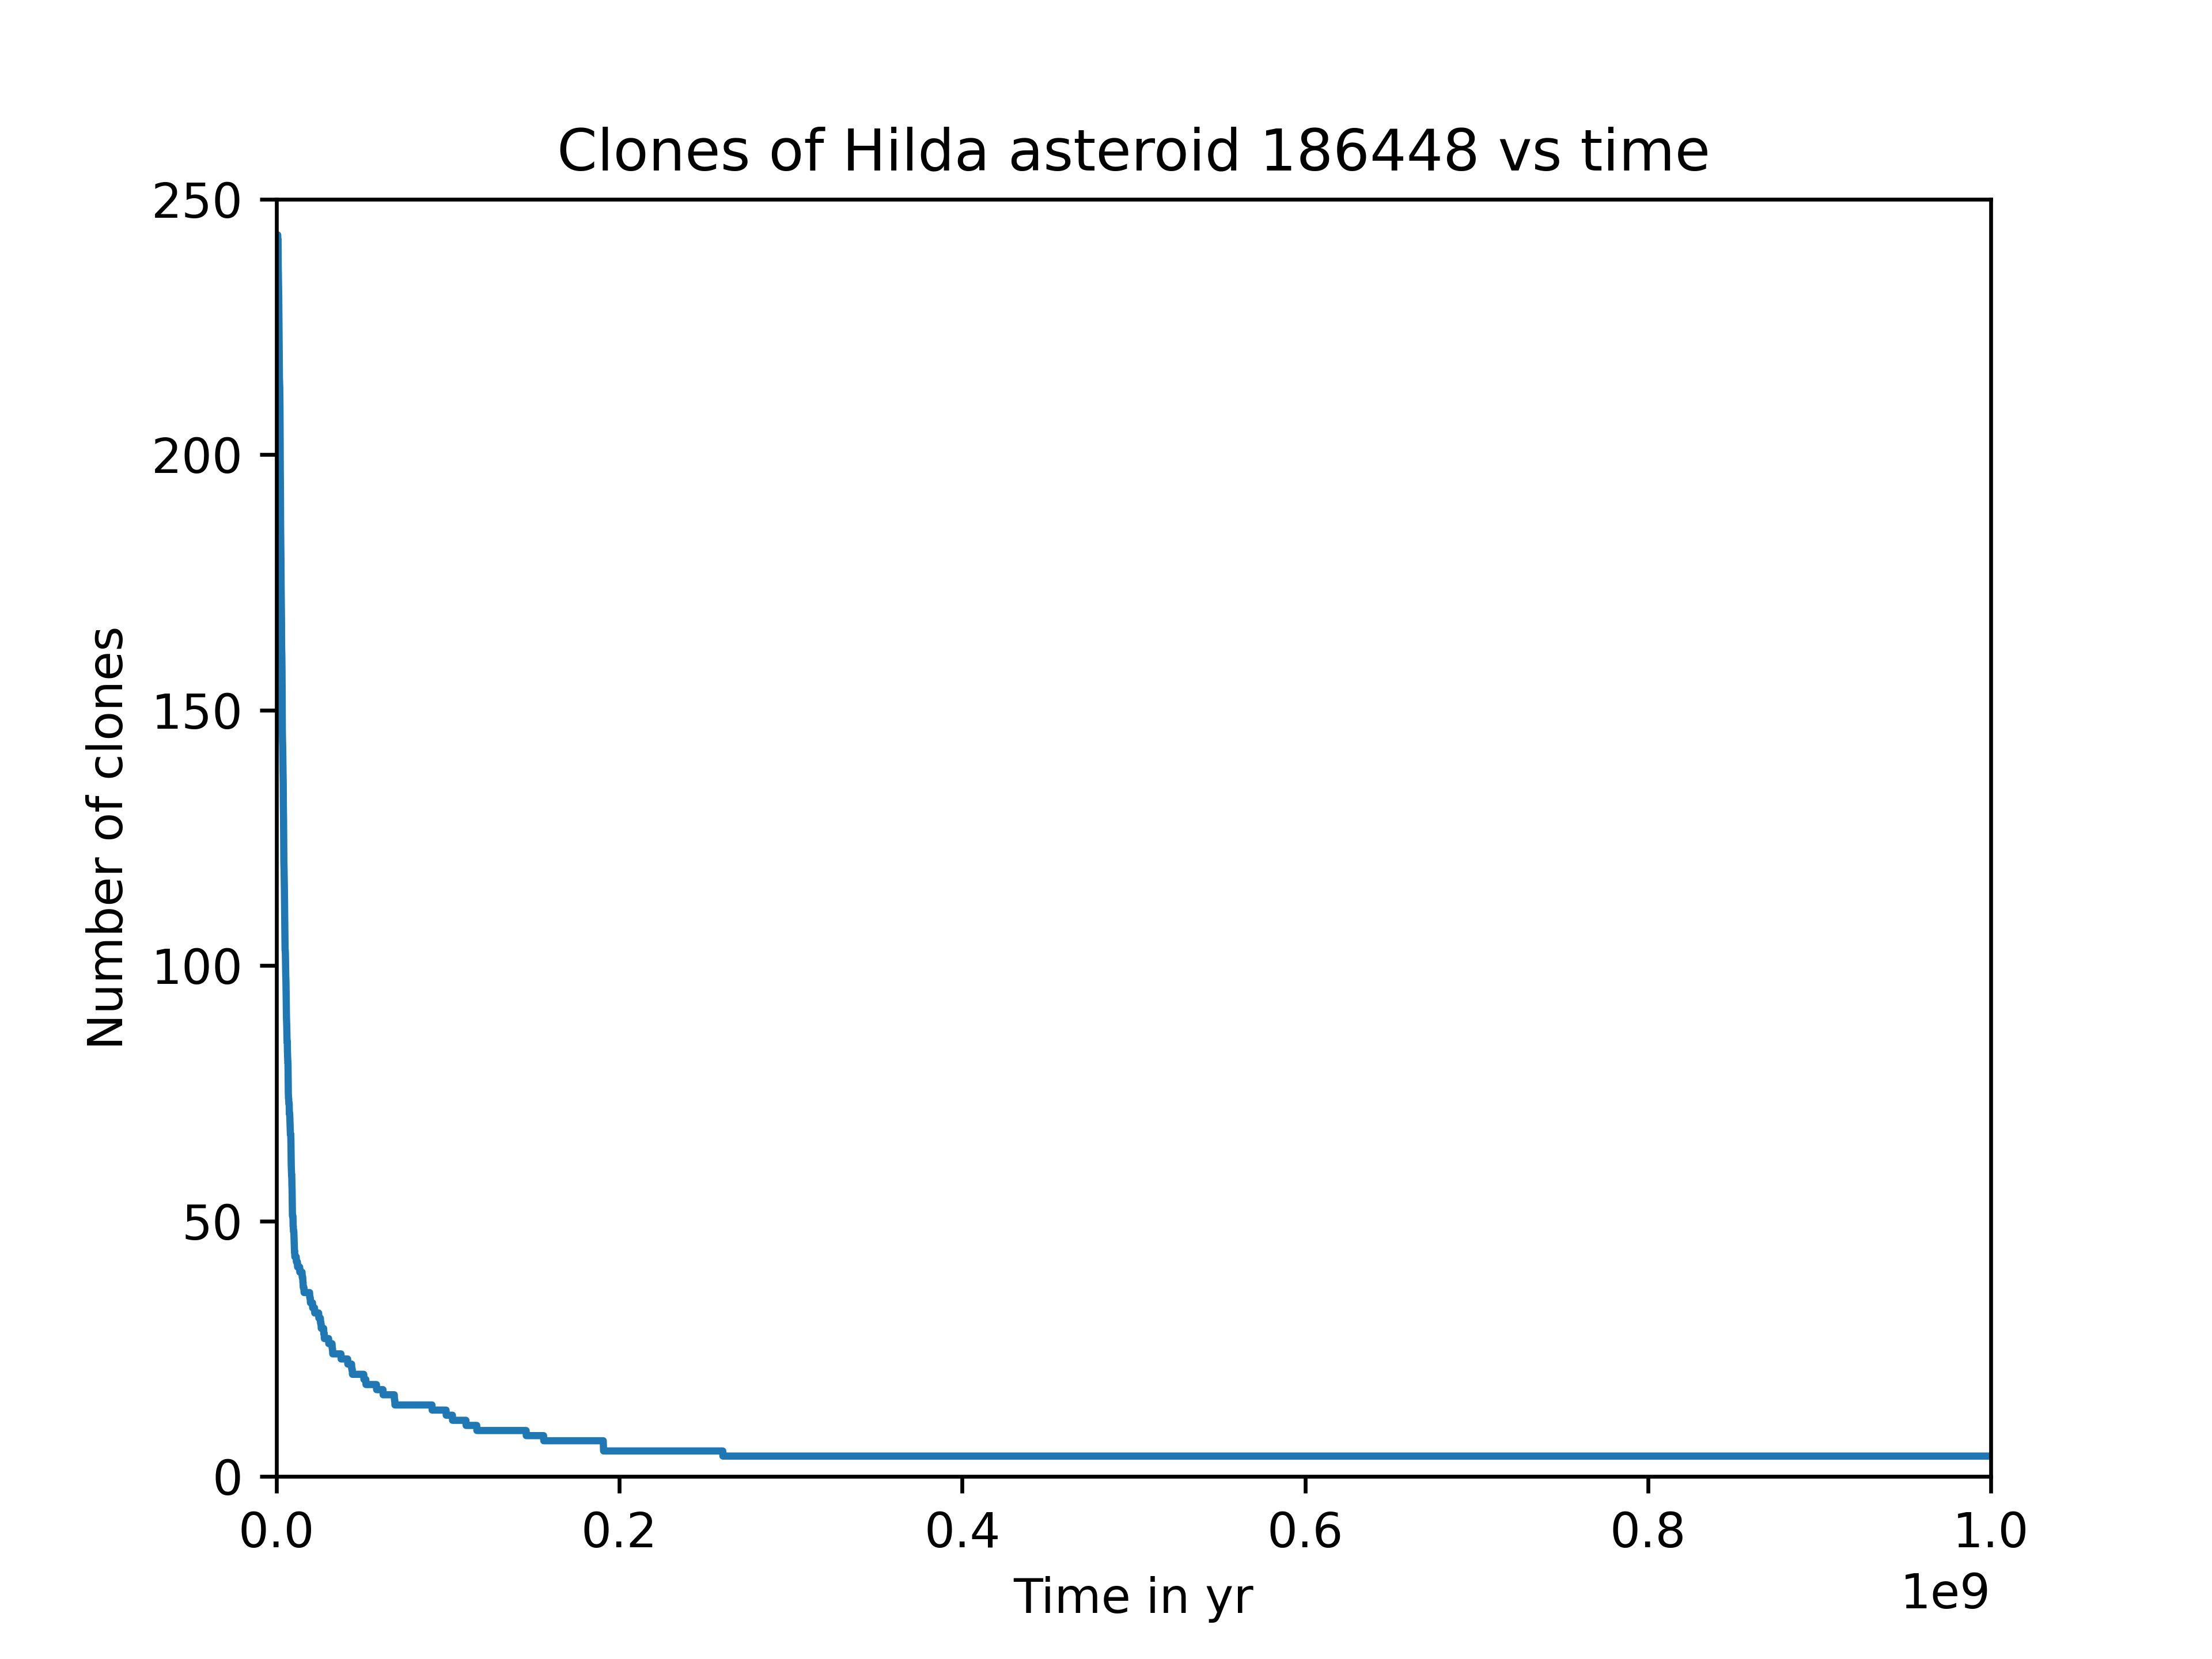 Clones of Hilda asteroid 186448 vs time
250
200
150
100
50
0
Number of clones
0.0 0.2 0.4 0.6 0.8 1.0
Time in yr
1e9